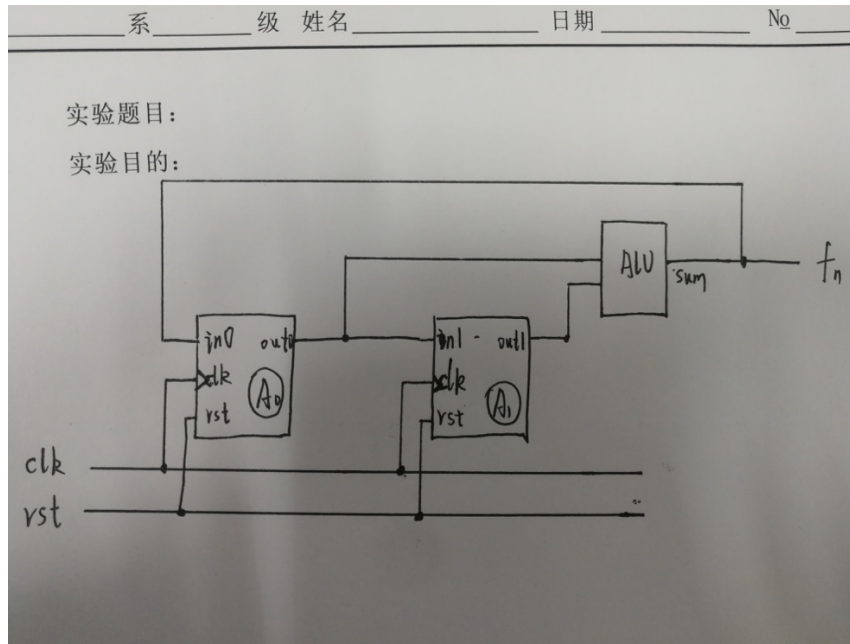 系 级 姓名 日期 No
实验题目:
实验目的:
ALU
sum
fn
in0 out0
clk
A0
rst
in1 out1
clk
A1
rst
clk
rst